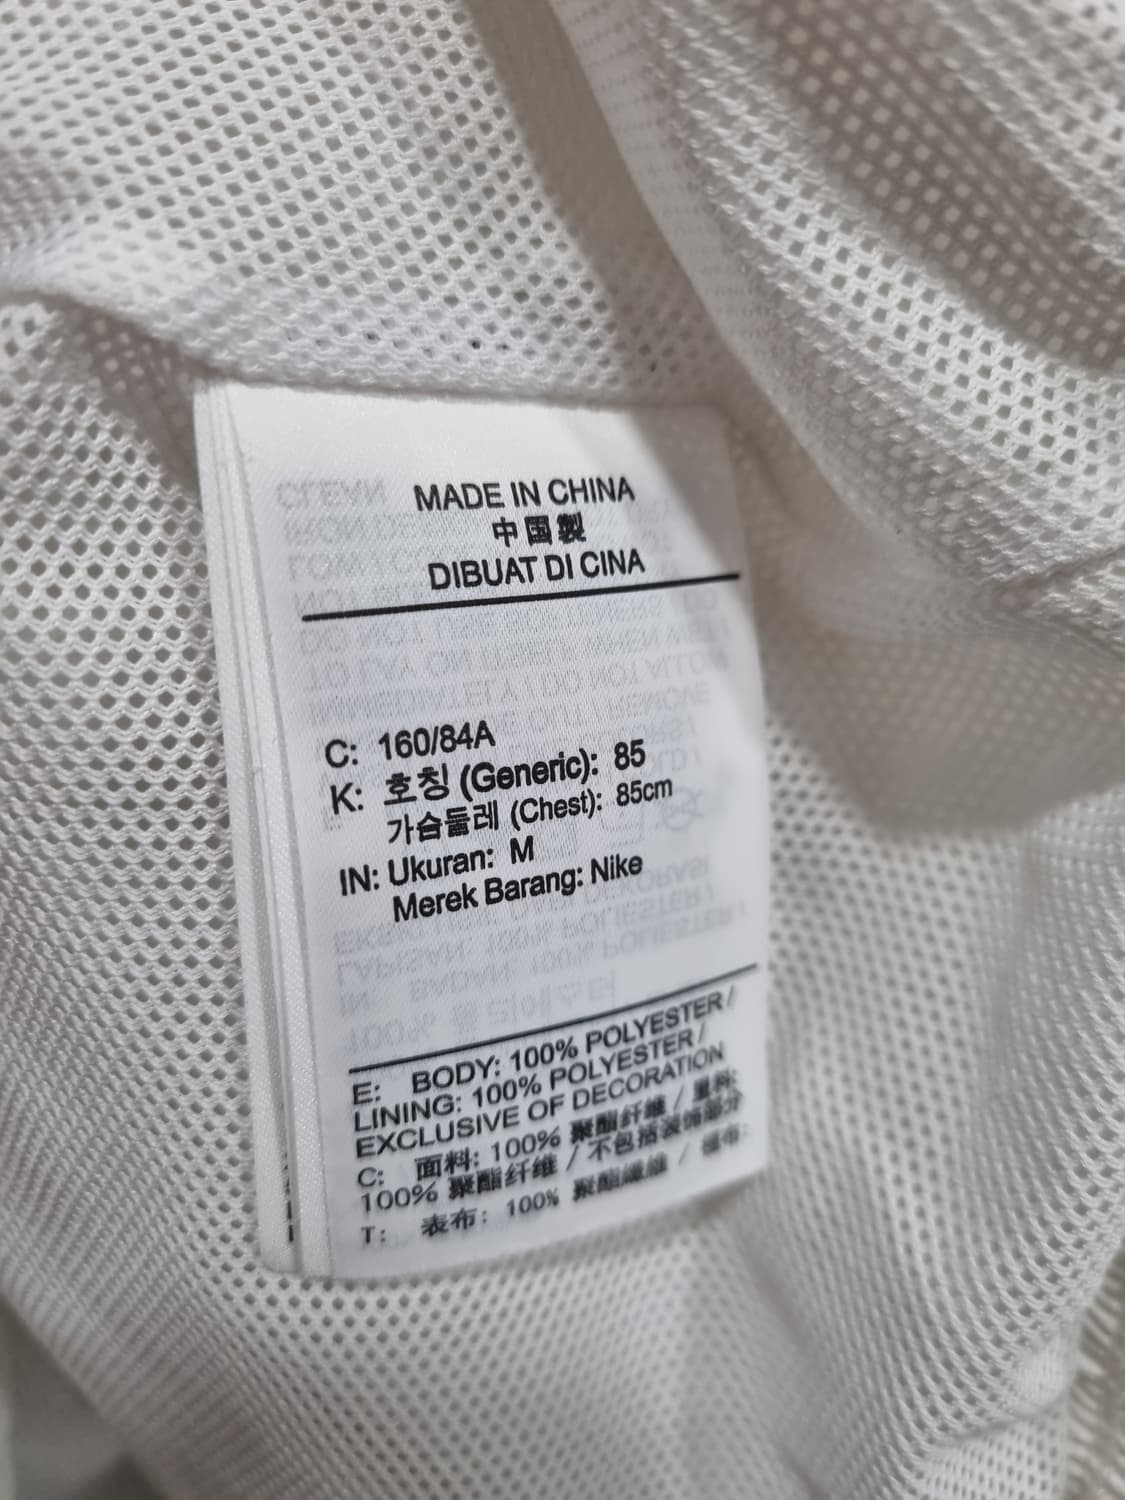 MADE IN CHINA
中国製
DIBUAT DI CINA
C: 160/84A
K: 호칭 (Generic): 85
가슴둘레 (Chest): 85cm
IN: Ukuran: M
Merek Barang: Nike
E: BODY: 100% POLYESTER /
LINING: 100% POLYESTER /
EXCLUSIVE OF DECORATION
C: 面料: 100% 聚酯纤维 / 里料:
100% 聚酯纤维 / 不包括装饰部分
T: 表布: 100% 聚酯纖維 / 裡布: